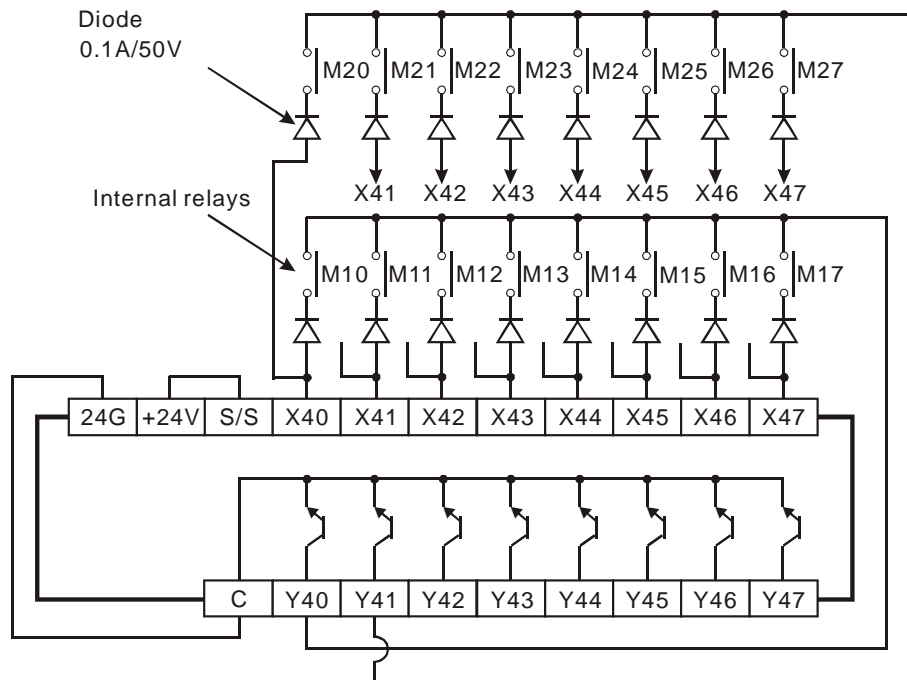 Diode
0.1A/50V
M20 M21 M22 M23 M24 M25 M26 M27
X41 X42 X43 X44 X45 X46 X47
Internal relays
M10 M11 M12 M13 M14 M15 M16 M17
24G +24V S/S X40 X41 X42 X43 X44 X45 X46 X47
C Y40 Y41 Y42 Y43 Y44 Y45 Y46 Y47